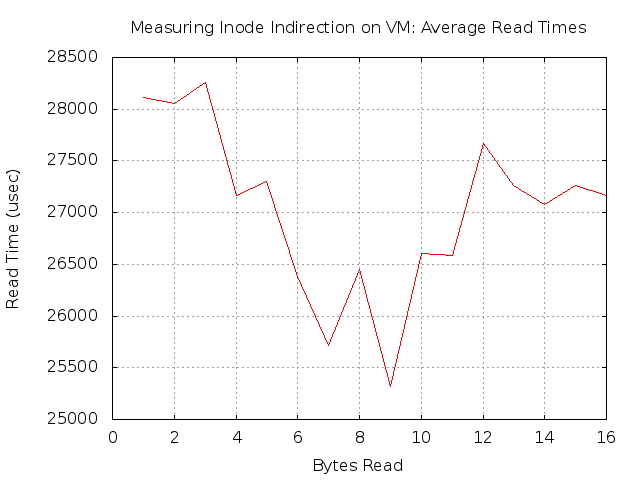 Measuring Inode Indirection on VM: Average Read Times
28500
28000
27500
27000
26500
26000
25500
25000
Read Time (usec)
0 2 4 6 8 10 12 14 16
Bytes Read